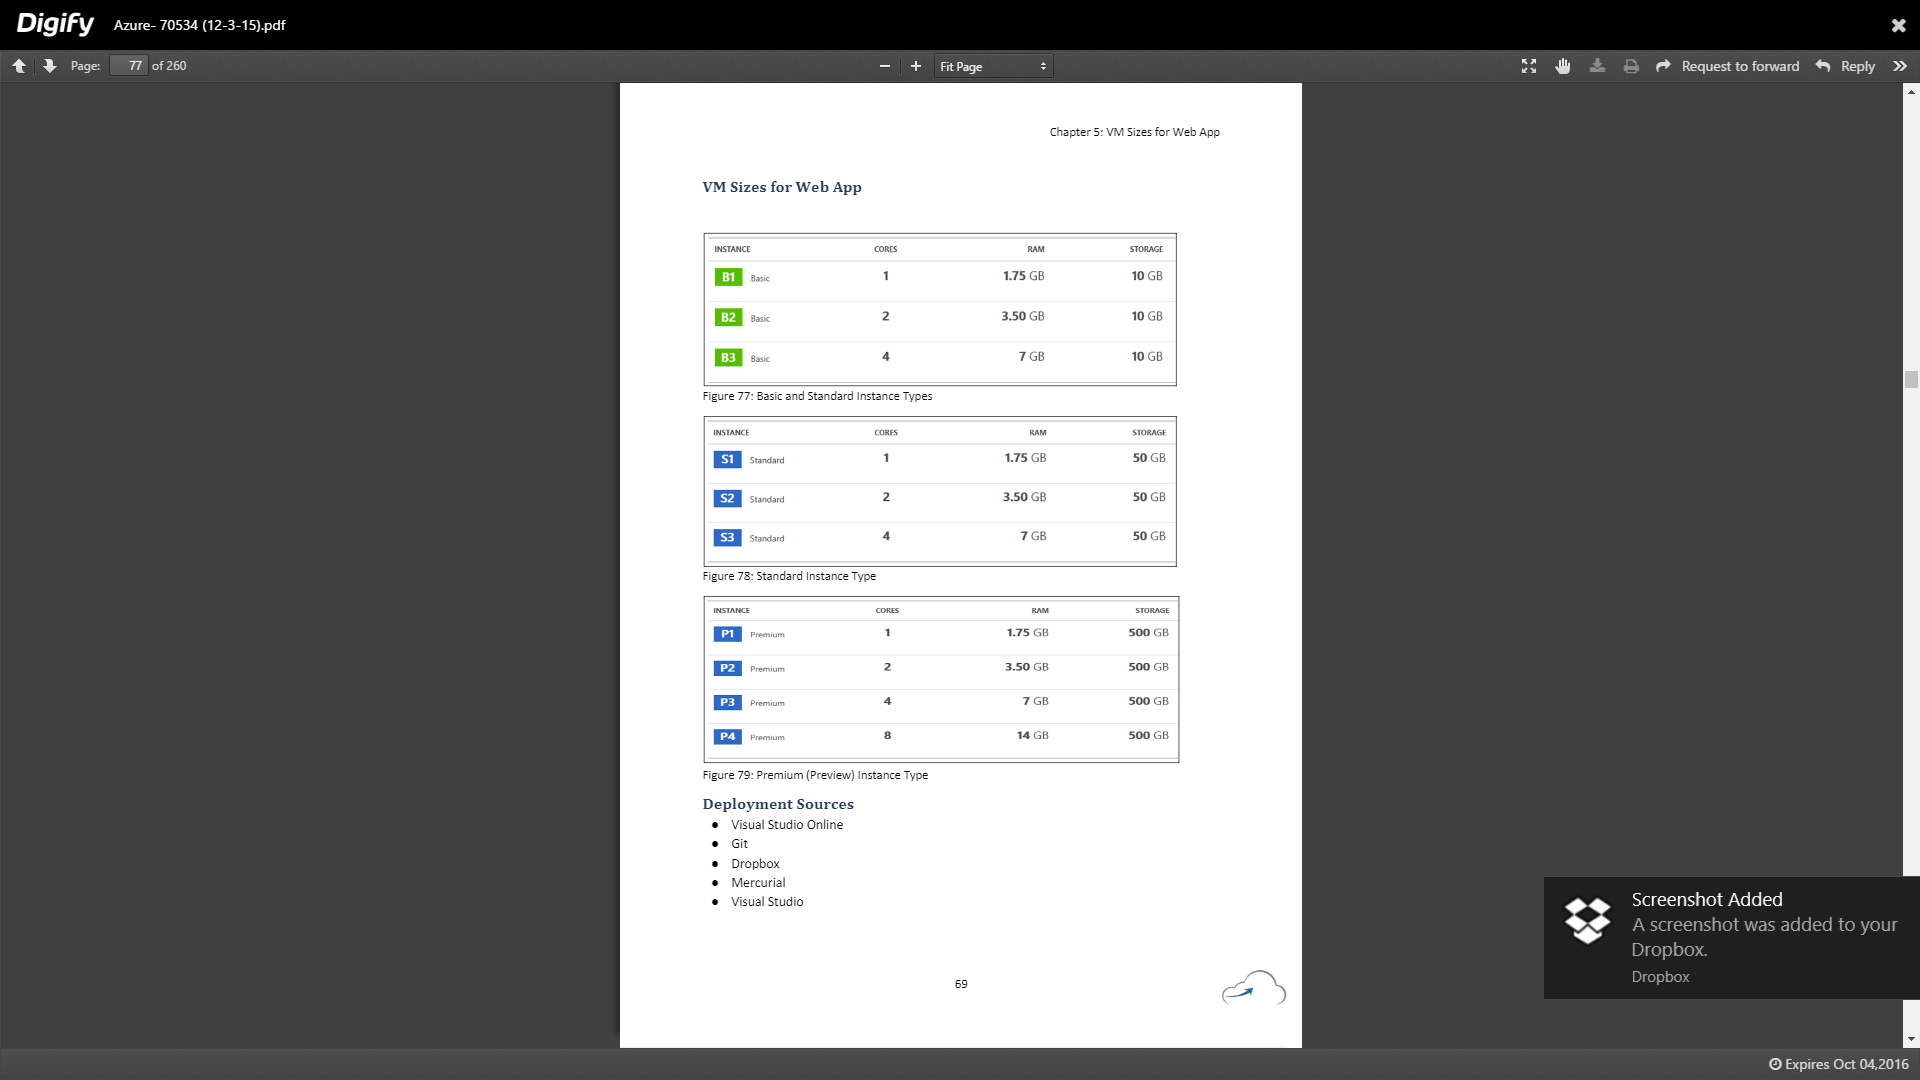 Digify Azure- 70534 (12-3-15).pdf
Page: 77 of 260 Fit Page Request to forward Reply
Chapter 5: VM Sizes for Web App
VM Sizes for Web App
INSTANCE CORES RAM STORAGE
B1 Basic 1 1.75 GB 10 GB
B2 Basic 2 3.50 GB 10 GB
B3 Basic 4 7 GB 10 GB
Figure 77: Basic and Standard Instance Types
INSTANCE CORES RAM STORAGE
S1 Standard 1 1.75 GB 50 GB
S2 Standard 2 3.50 GB 50 GB
S3 Standard 4 7 GB 50 GB
Figure 78: Standard Instance Type
INSTANCE CORES RAM STORAGE
P1 Premium 1 1.75 GB 500 GB
P2 Premium 2 3.50 GB 500 GB
P3 Premium 4 7 GB 500 GB
P4 Premium 8 14 GB 500 GB
Figure 79: Premium (Preview) Instance Type
Deployment Sources
● Visual Studio Online
● Git
● Dropbox
● Mercurial
● Visual Studio
69
Screenshot Added
A screenshot was added to your
Dropbox.
Dropbox
Expires Oct 04,2016